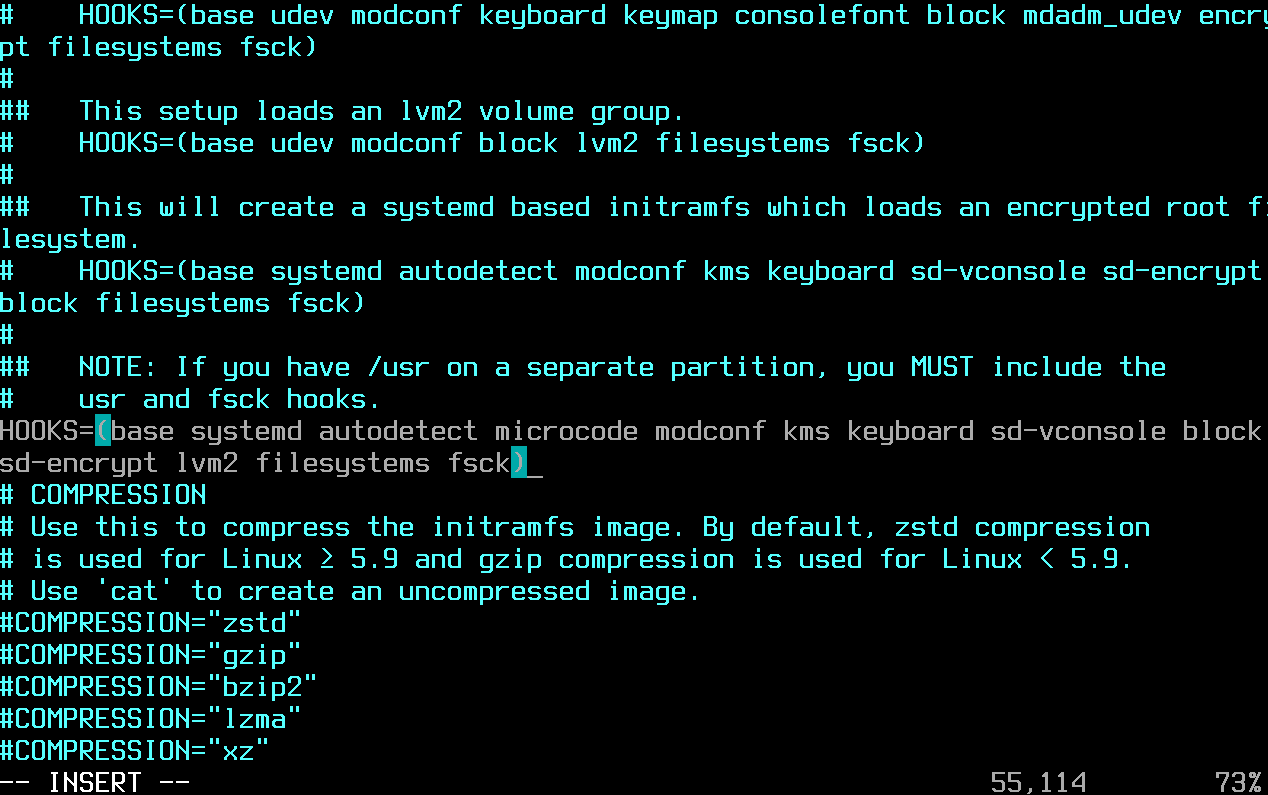 #    HOOKS=(base udev modconf keyboard keymap consolefont block mdadm_udev encry
pt filesystems fsck)
#
##   This setup loads an lvm2 volume group.
#    HOOKS=(base udev modconf block lvm2 filesystems fsck)
#
##   This will create a systemd based initramfs which loads an encrypted root fi
lesystem.
#    HOOKS=(base systemd autodetect modconf kms keyboard sd-vconsole sd-encrypt
block filesystems fsck)
#
##   NOTE: If you have /usr on a separate partition, you MUST include the
#    usr and fsck hooks.
HOOKS=(base systemd autodetect microcode modconf kms keyboard sd-vconsole block
sd-encrypt lvm2 filesystems fsck)_
# COMPRESSION
# Use this to compress the initramfs image. By default, zstd compression
# is used for Linux ≥ 5.9 and gzip compression is used for Linux < 5.9.
# Use 'cat' to create an uncompressed image.
#COMPRESSION="zstd"
#COMPRESSION="gzip"
#COMPRESSION="bzip2"
#COMPRESSION="lzma"
#COMPRESSION="xz"
-- INSERT -- 55,114 73%